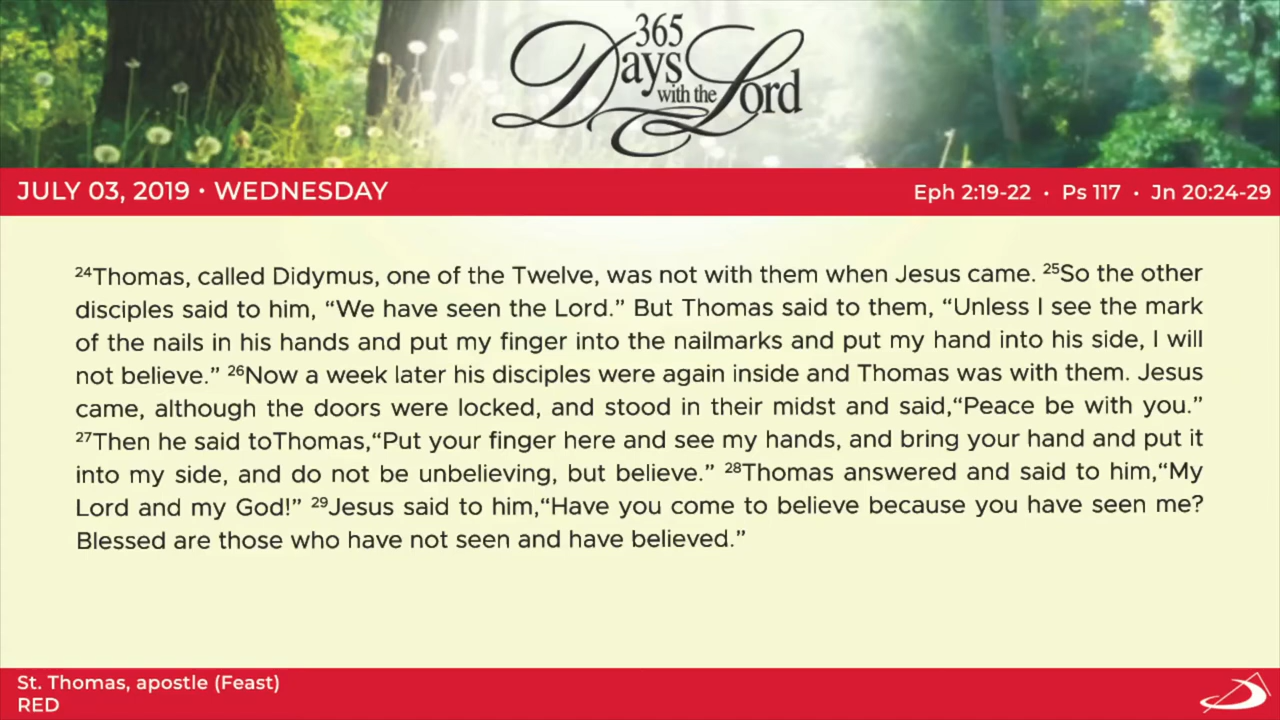 365
Days
with the Lord
JULY 03, 2019 · WEDNESDAY
Eph 2:19-22 · Ps 117 · Jn 20:24-29
²⁴Thomas, called Didymus, one of the Twelve, was not with them when Jesus came. ²⁵So the other
disciples said to him, “We have seen the Lord.” But Thomas said to them, “Unless I see the mark
of the nails in his hands and put my finger into the nailmarks and put my hand into his side, I will
not believe.” ²⁶Now a week later his disciples were again inside and Thomas was with them. Jesus
came, although the doors were locked, and stood in their midst and said,“Peace be with you.”
²⁷Then he said toThomas,“Put your finger here and see my hands, and bring your hand and put it
into my side, and do not be unbelieving, but believe.” ²⁸Thomas answered and said to him,“My
Lord and my God!” ²⁹Jesus said to him,“Have you come to believe because you have seen me?
Blessed are those who have not seen and have believed.”
St. Thomas, apostle (Feast)
RED